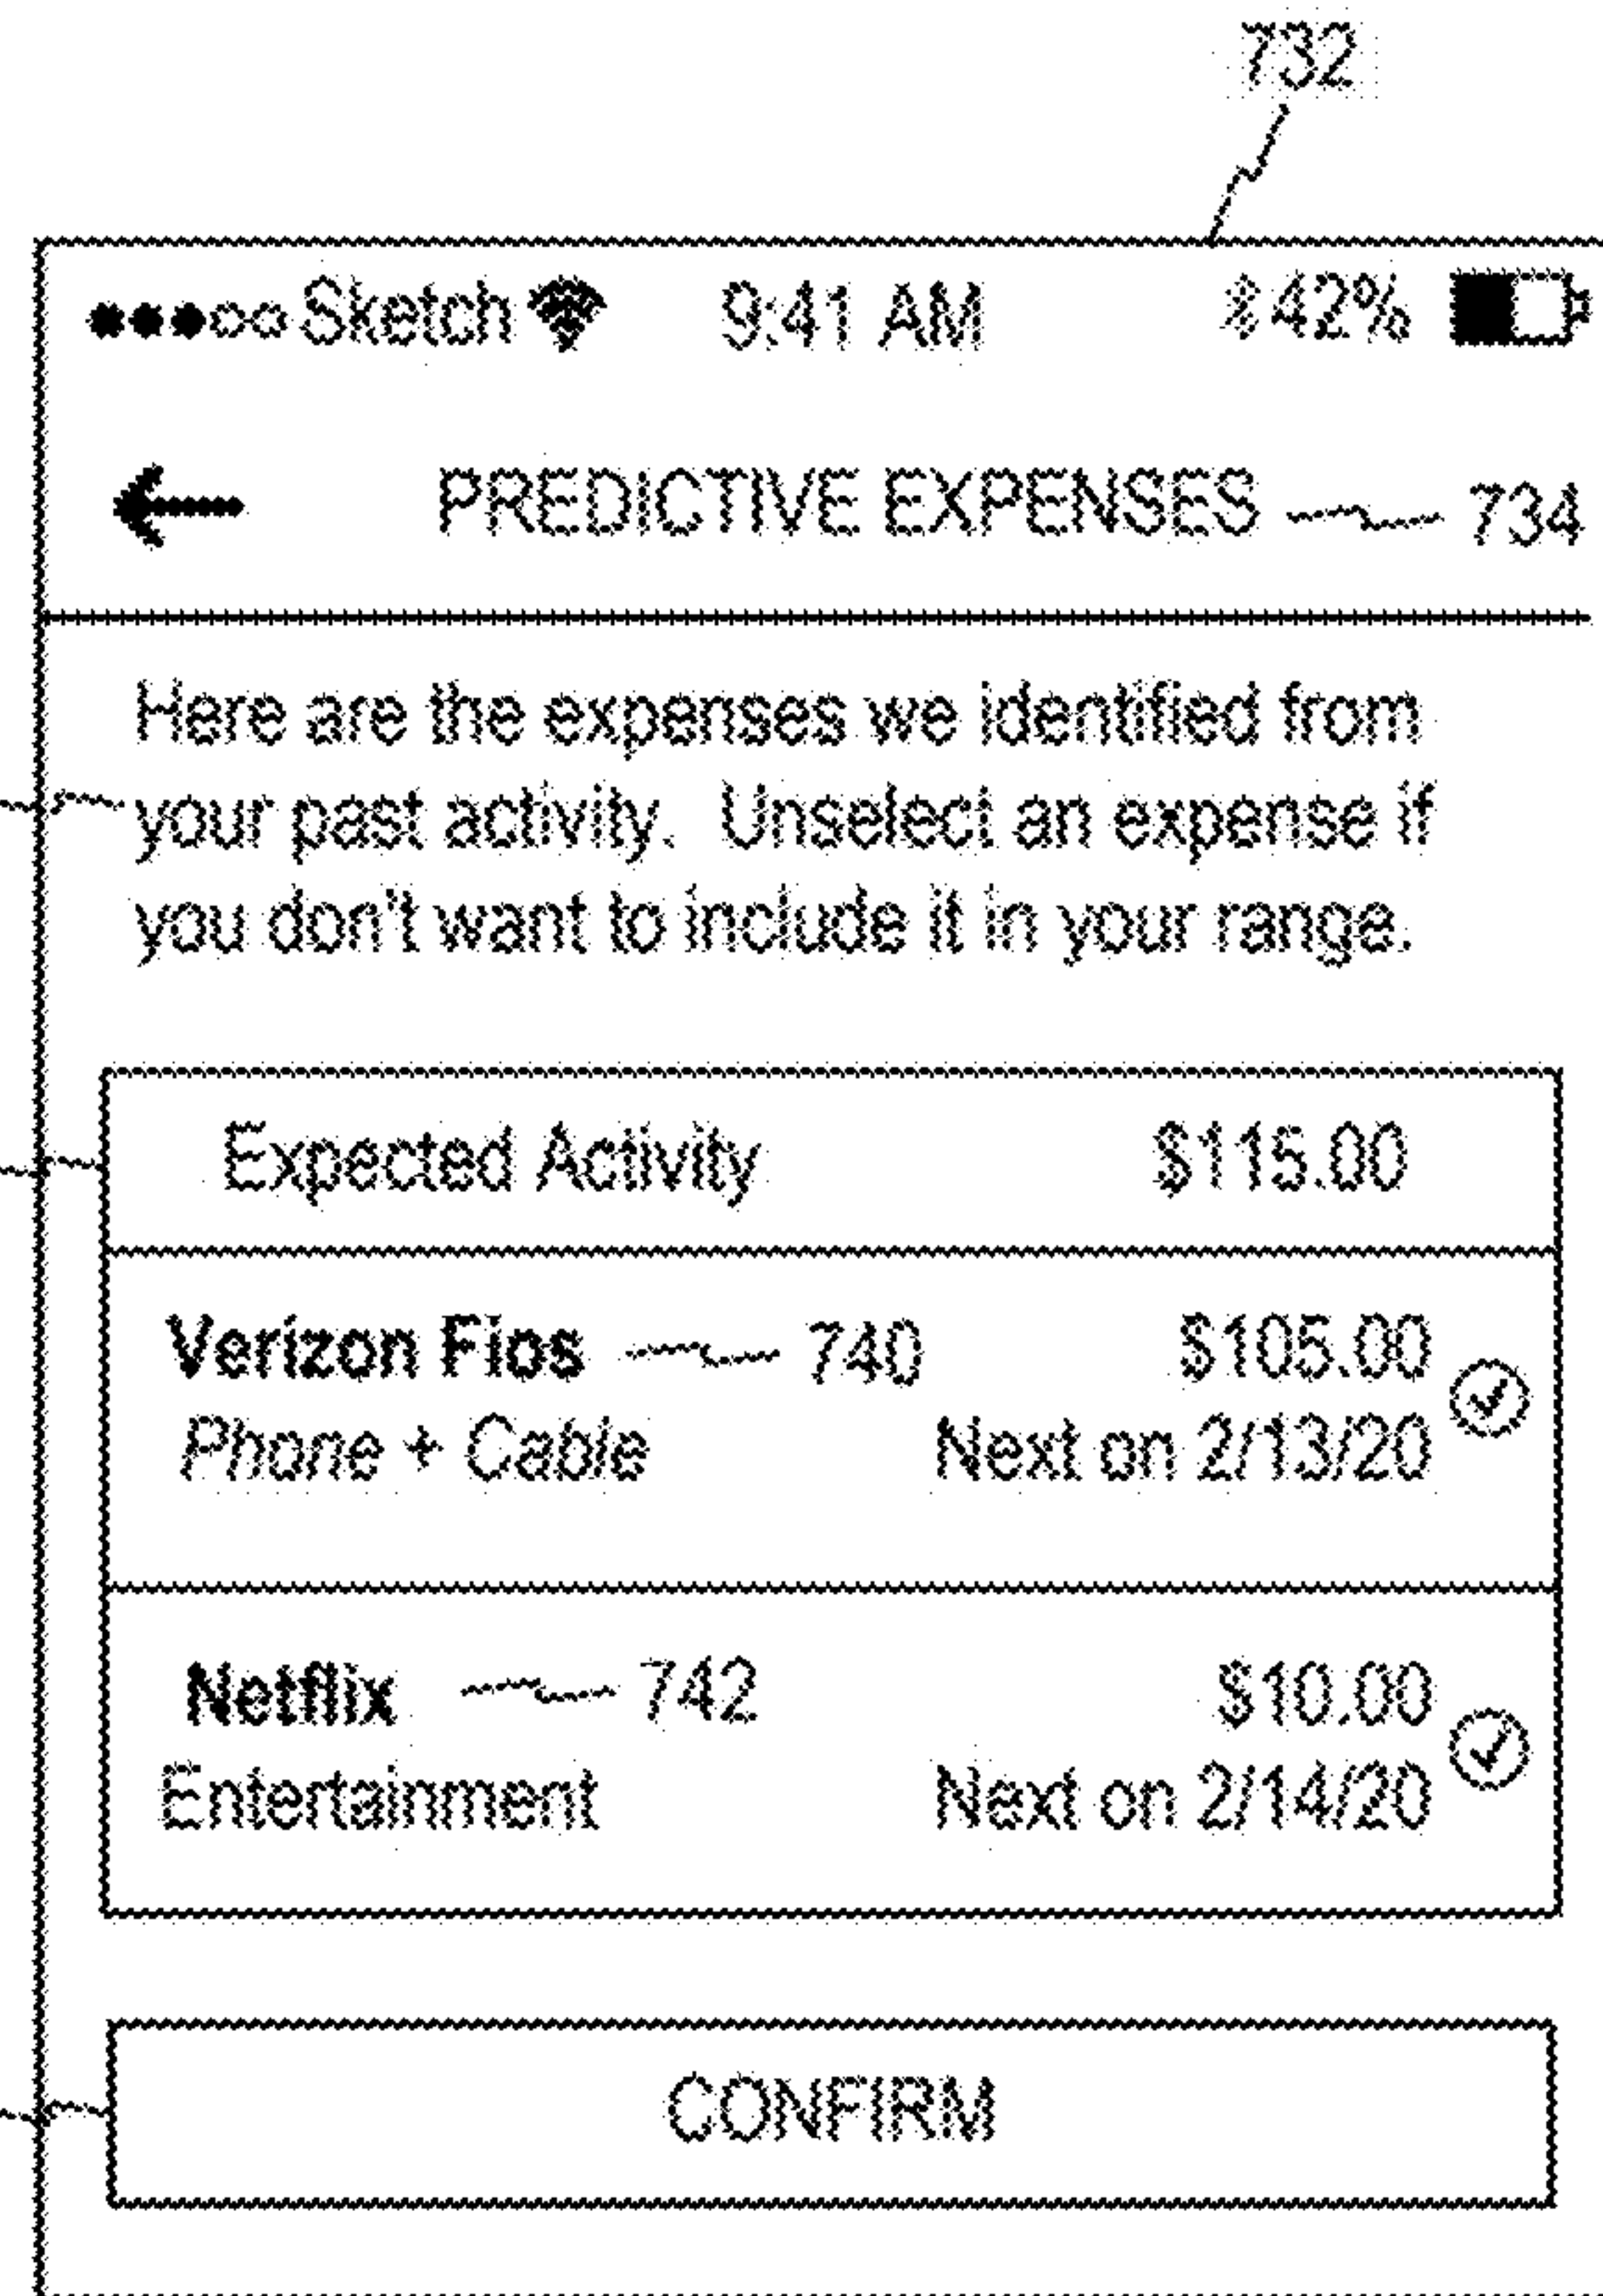 732
Sketch 9:41 AM 42%
PREDICTIVE EXPENSES 734
Here are the expenses we identified from
your past activity. Unselect an expense if
you don't want to include it in your range.
Expected Activity $115.00
Verizon Fios 740 $105.00
Phone + Cable Next on 2/13/20
Netflix 742 $10.00
Entertainment Next on 2/14/20
CONFIRM